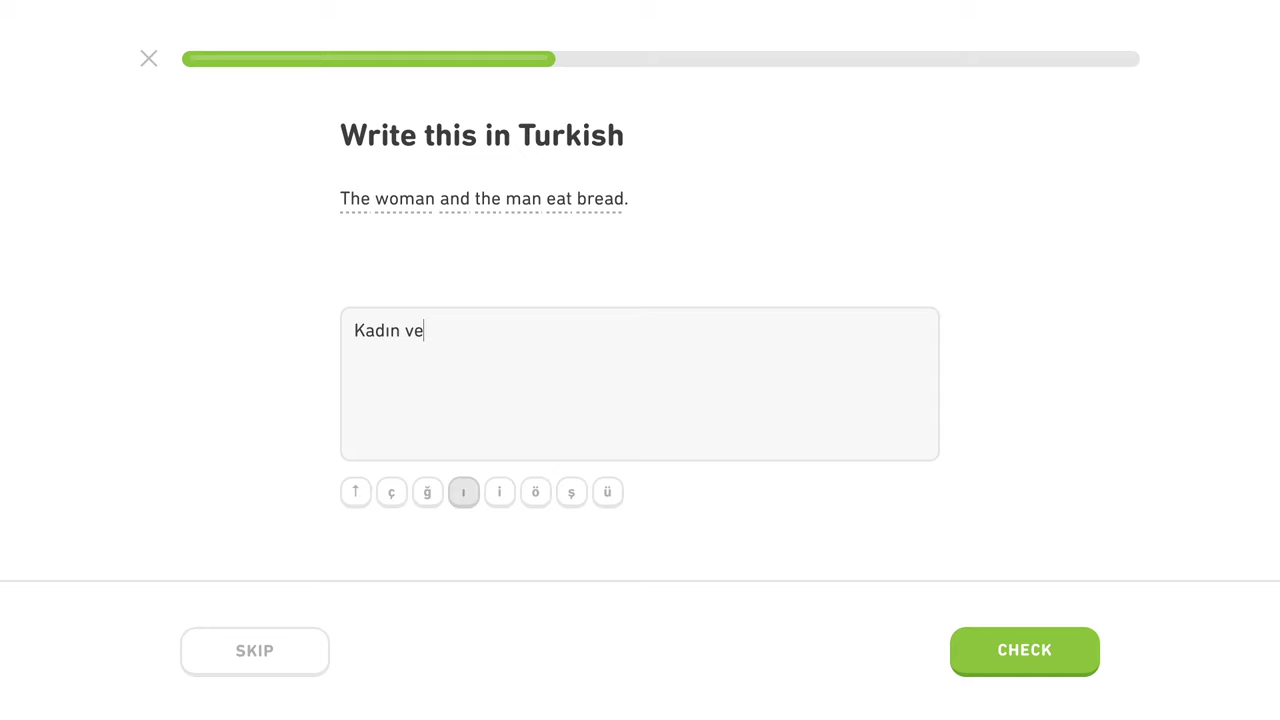 Write this in Turkish
The woman and the man eat bread.
Kadın ve
↑ ç ğ ı i ö ş ü
SKIP
CHECK